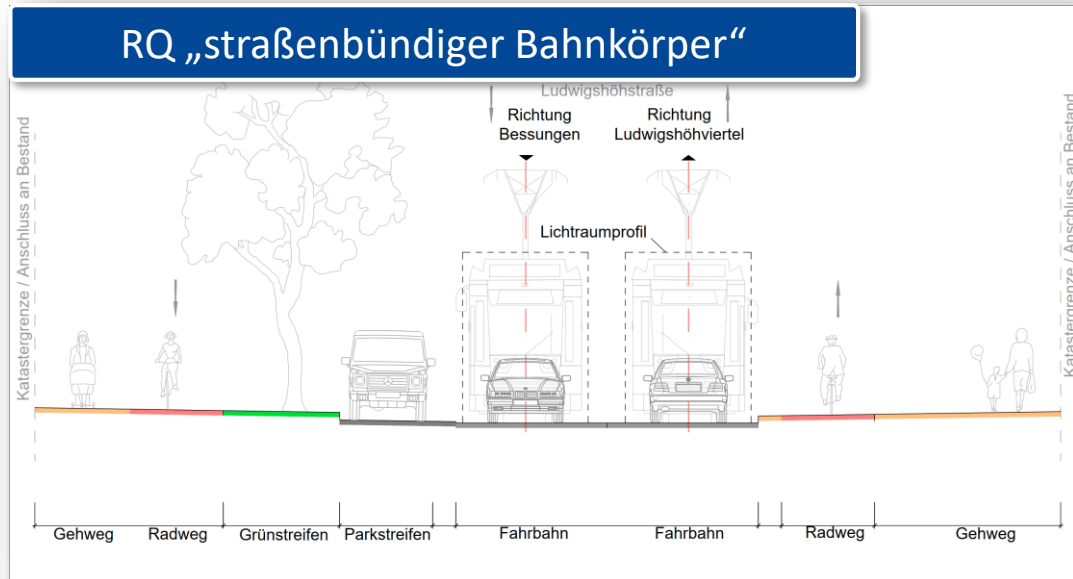 RQ „straßenbündiger Bahnkörper“
Ludwigshöhstraße
Richtung
Bessungen
Richtung
Ludwigshöhviertel
Lichtraumprofil
Katastergrenze / Anschluss an Bestand
Katastergrenze / Anschluss an Bestand
Gehweg
Radweg
Grünstreifen
Parkstreifen
Fahrbahn
Fahrbahn
Radweg
Gehweg